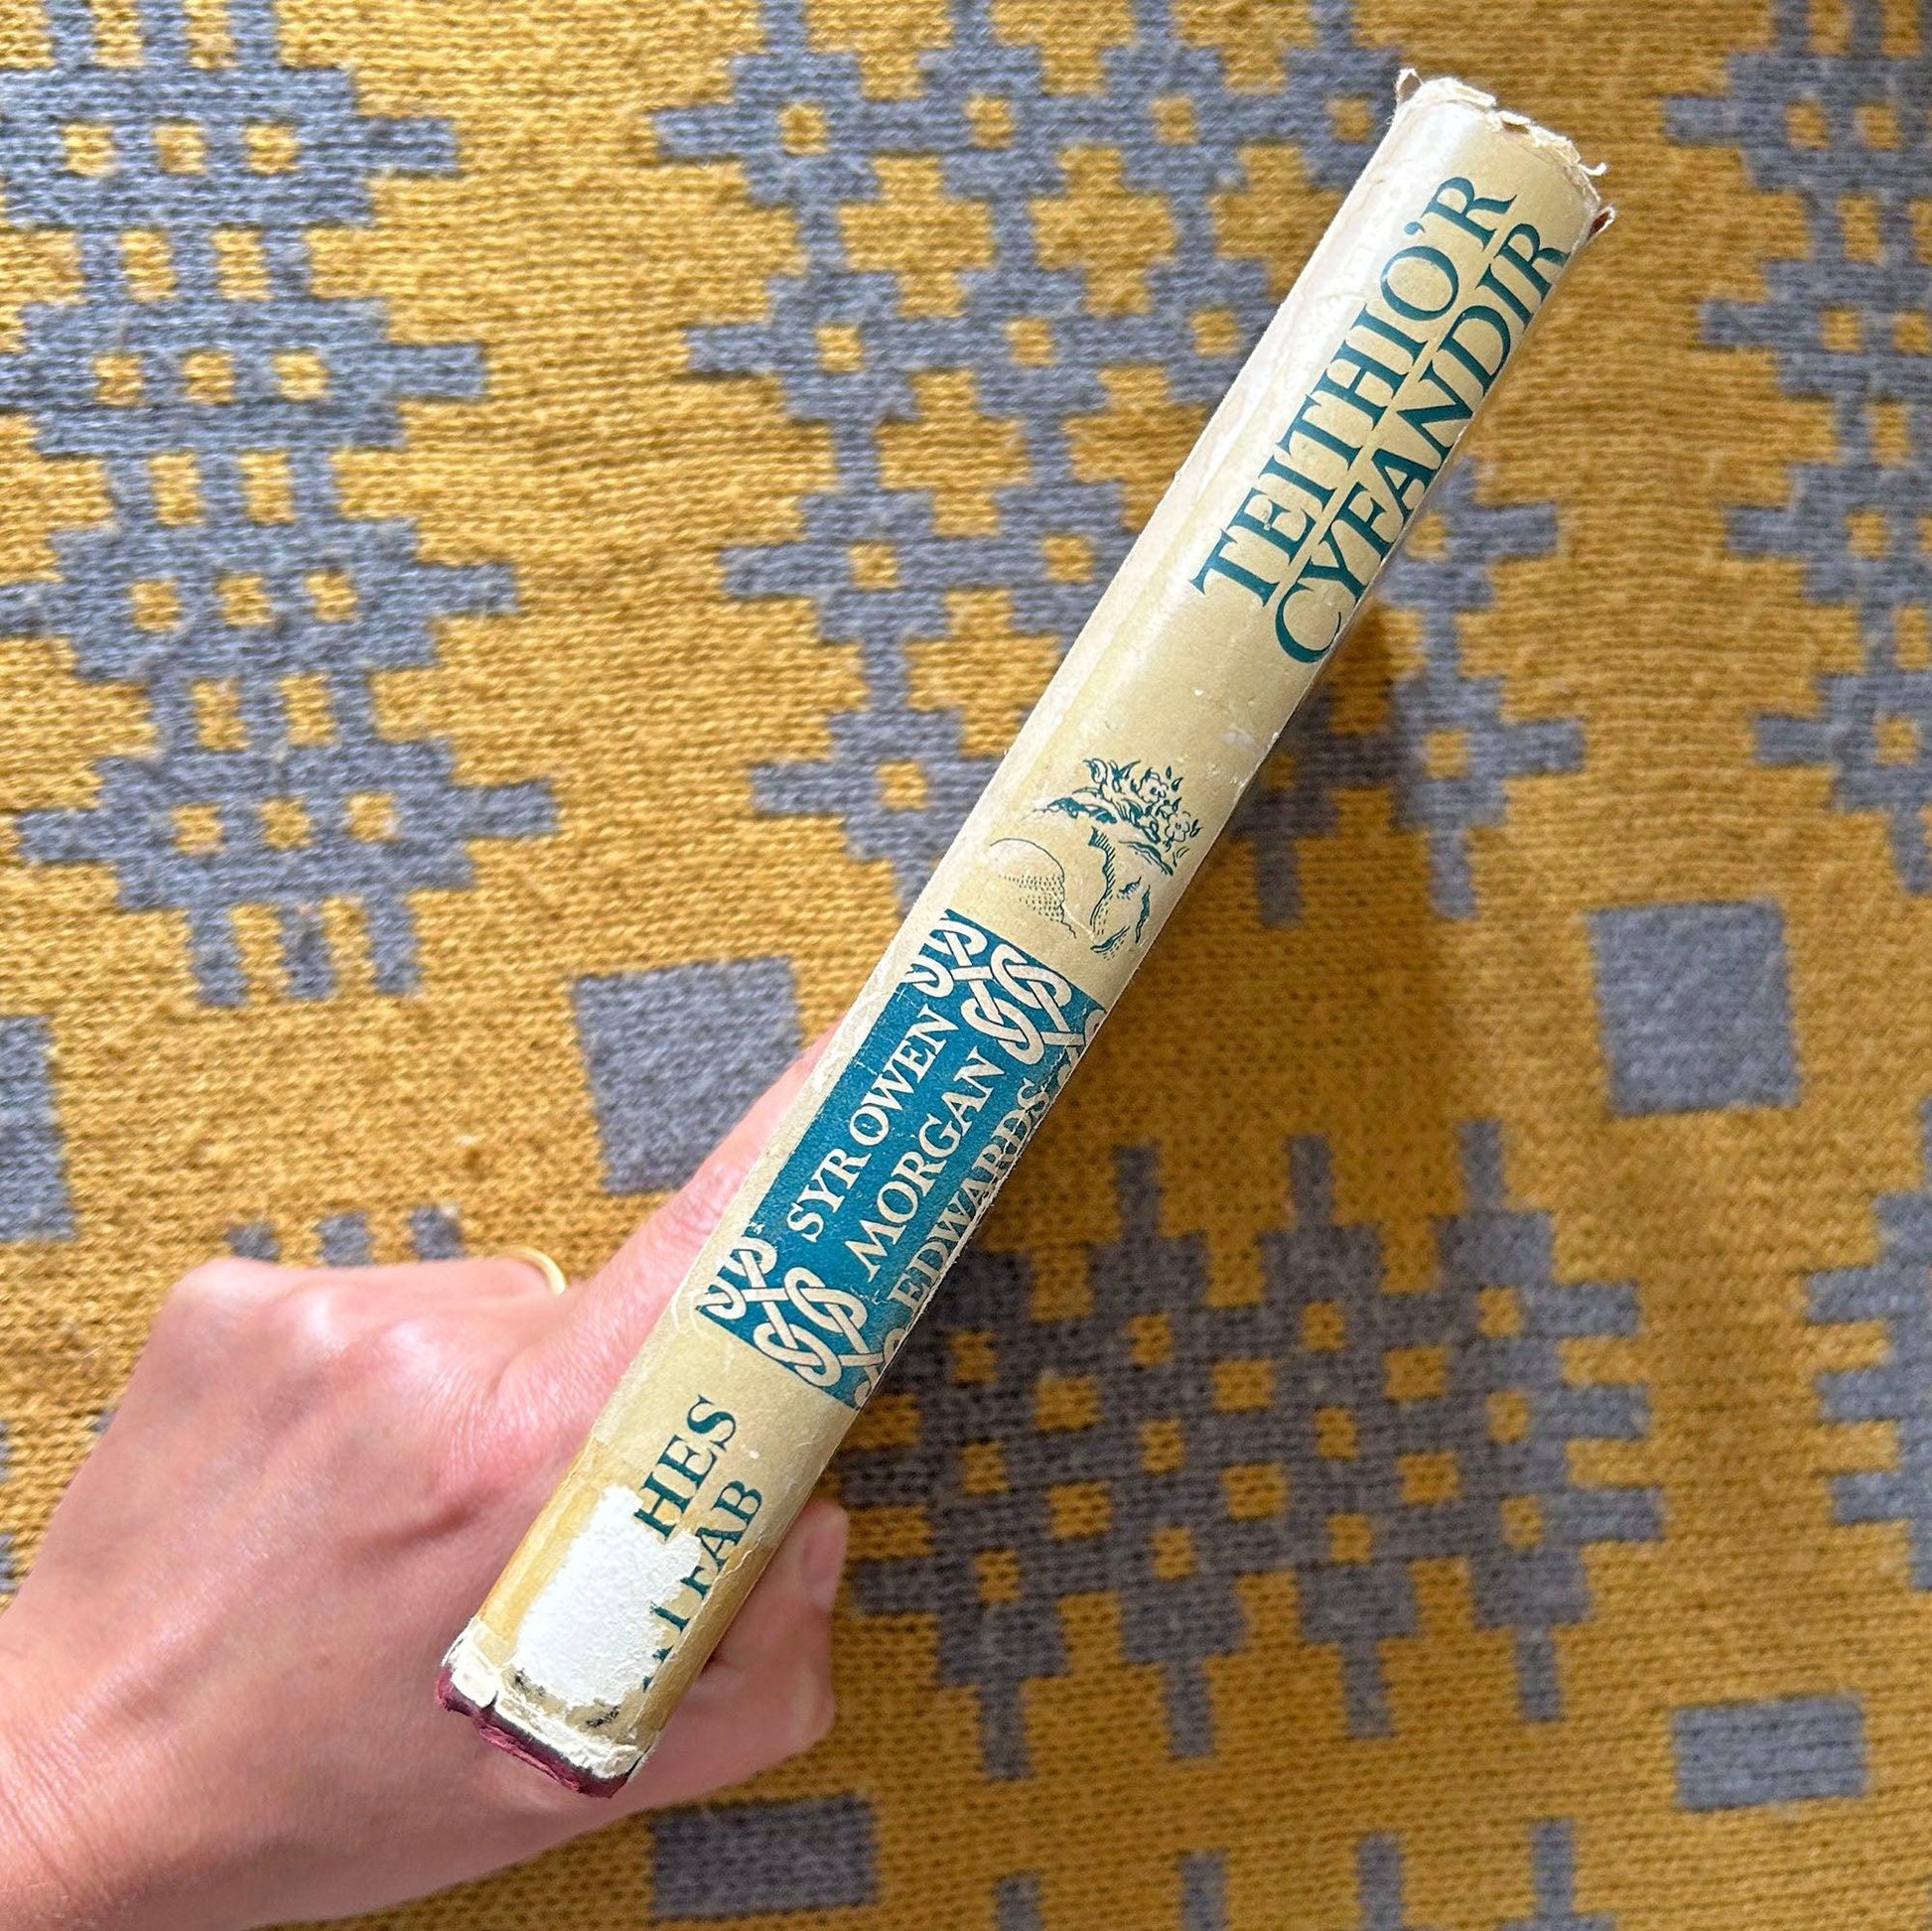 TEITHIO'R
CYFANDIR
SYR OWEN
MORGAN
EDWARDS
HES
FAB